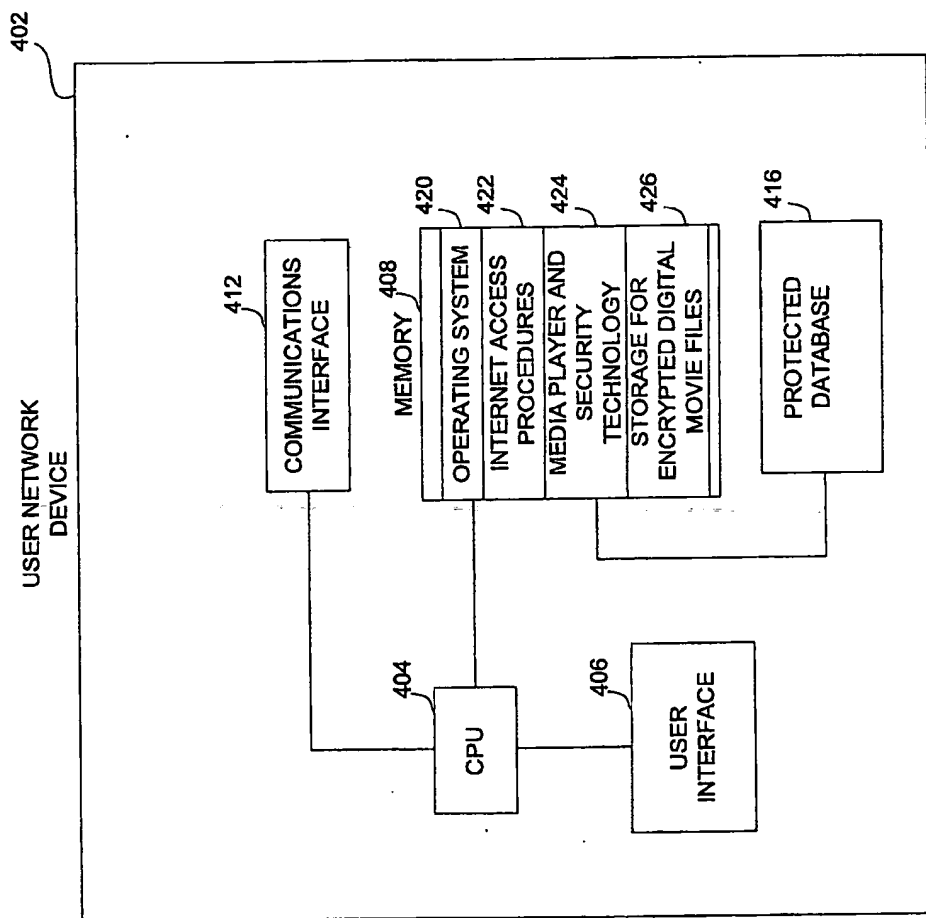 USER NETWORK
DEVICE
402
412
COMMUNICATIONS
INTERFACE
MEMORY
408
OPERATING SYSTEM
420
INTERNET ACCESS
PROCEDURES
422
MEDIA PLAYER AND
SECURITY
TECHNOLOGY
424
STORAGE FOR
ENCRYPTED DIGITAL
MOVIE FILES
426
404
CPU
406
USER
INTERFACE
416
PROTECTED
DATABASE